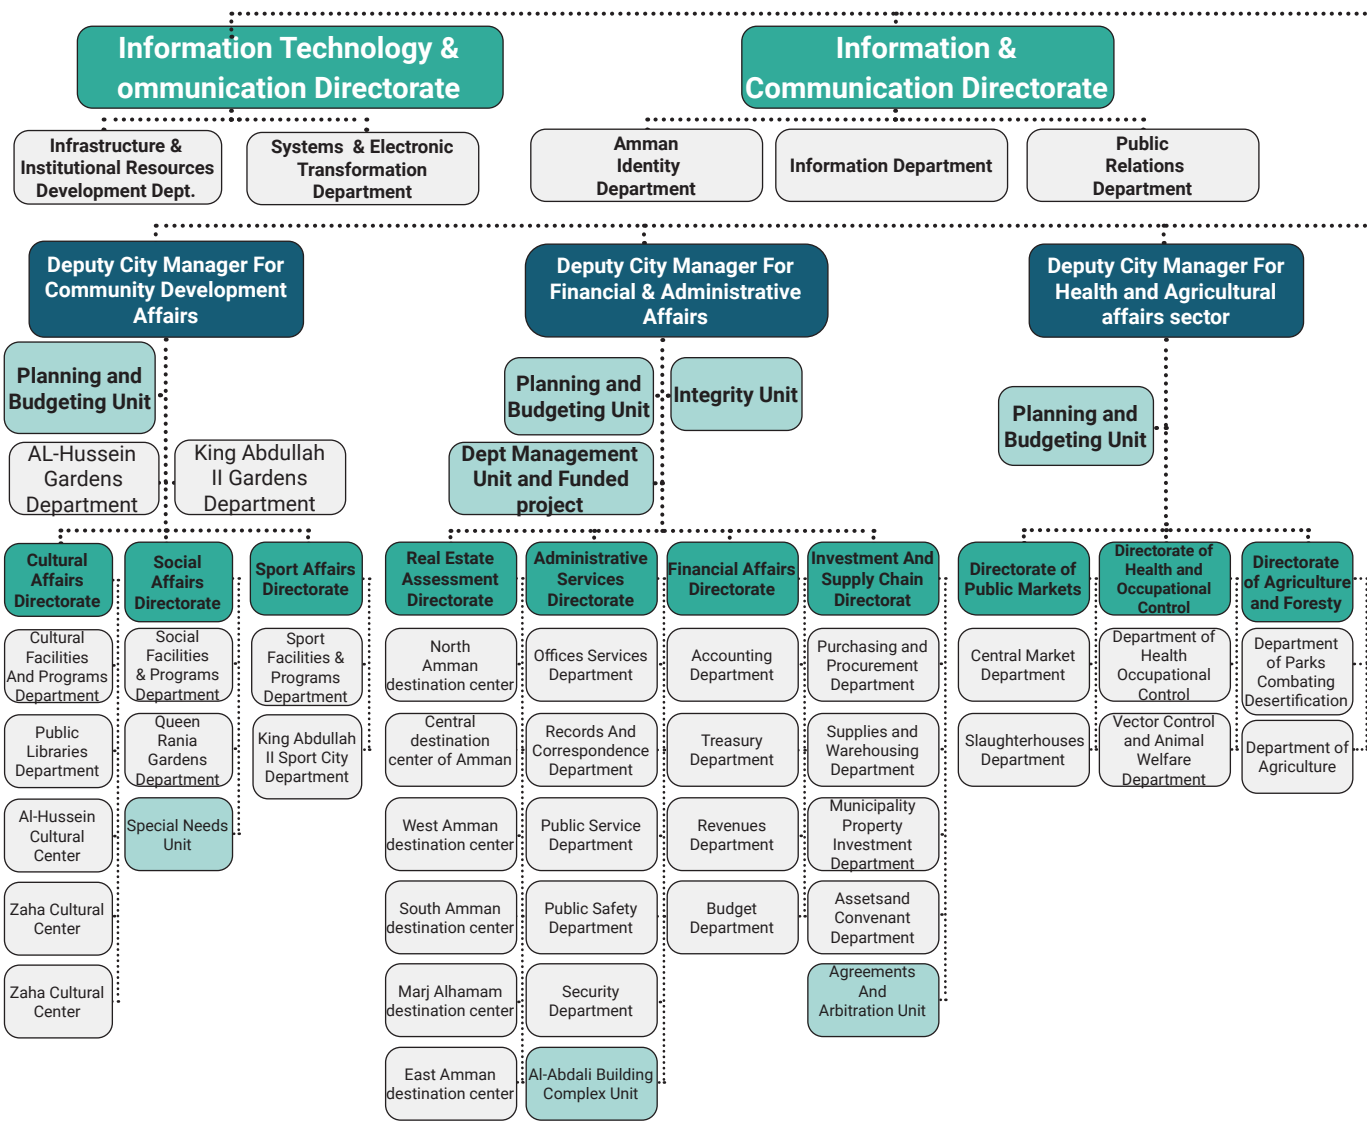 Information Technology &
ommunication Directorate
Information &
Communication Directorate
Infrastructure &
Institutional Resources
Development Dept.
Systems & Electronic
Transformation
Department
Amman
Identity
Department
Information Department
Public
Relations
Department
Deputy City Manager For
Community Development
Affairs
Deputy City Manager For
Financial & Administrative
Affairs
Deputy City Manager For
Health and Agricultural
affairs sector
Planning and
Budgeting Unit
AL-Hussein
Gardens
Department
King Abdullah
II Gardens
Department
Planning and
Budgeting Unit
Integrity Unit
Dept Management
Unit and Funded
project
Planning and
Budgeting Unit
Cultural
Affairs
Directorate
Cultural
Facilities
And Programs
Department
Public
Libraries
Department
Al-Hussein
Cultural
Center
Zaha Cultural
Center
Zaha Cultural
Center
Social
Affairs
Directorate
Social
Facilities
& Programs
Department
Queen
Rania
Gardens
Department
Special Needs
Unit
Sport Affairs
Directorate
Sport
Facilities &
Programs
Department
King Abdullah
II Sport City
Department
Real Estate
Assessment
Directorate
North
Amman
destination center
Central
destination
center of Amman
West Amman
destination center
South Amman
destination center
Marj Alhamam
destination center
East Amman
destination center
Administrative
Services
Directorate
Offices Services
Department
Records And
Correspondence
Department
Public Service
Department
Public Safety
Department
Security
Department
Al-Abdali Building
Complex Unit
Financial Affairs
Directorate
Accounting
Department
Treasury
Department
Revenues
Department
Budget
Department
Investment And
Supply Chain
Directorat
Purchasing and
Procurement
Department
Supplies and
Warehousing
Department
Municipality
Property
Investment
Department
Assetsand
Convenant
Department
Agreements
And
Arbitration Unit
Directorate of
Public Markets
Central Market
Department
Slaughterhouses
Department
Directorate of
Health and
Occupational
Control
Department of
Health
Occupational
Control
Vector Control
and Animal
Welfare
Department
Directorate
of Agriculture
and Foresty
Department
of Parks
Combating
Desertification
Department of
Agriculture